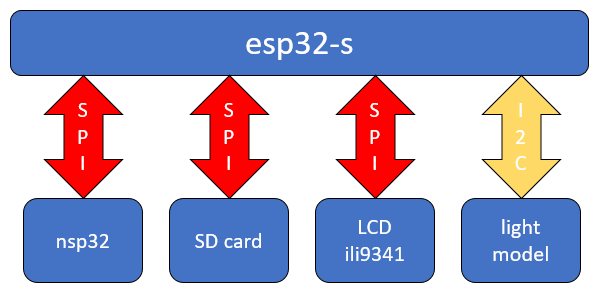 esp32-s
S
P
I
S
P
I
S
P
I
I
2
C
nsp32
SD card
LCD
ili9341
light
model